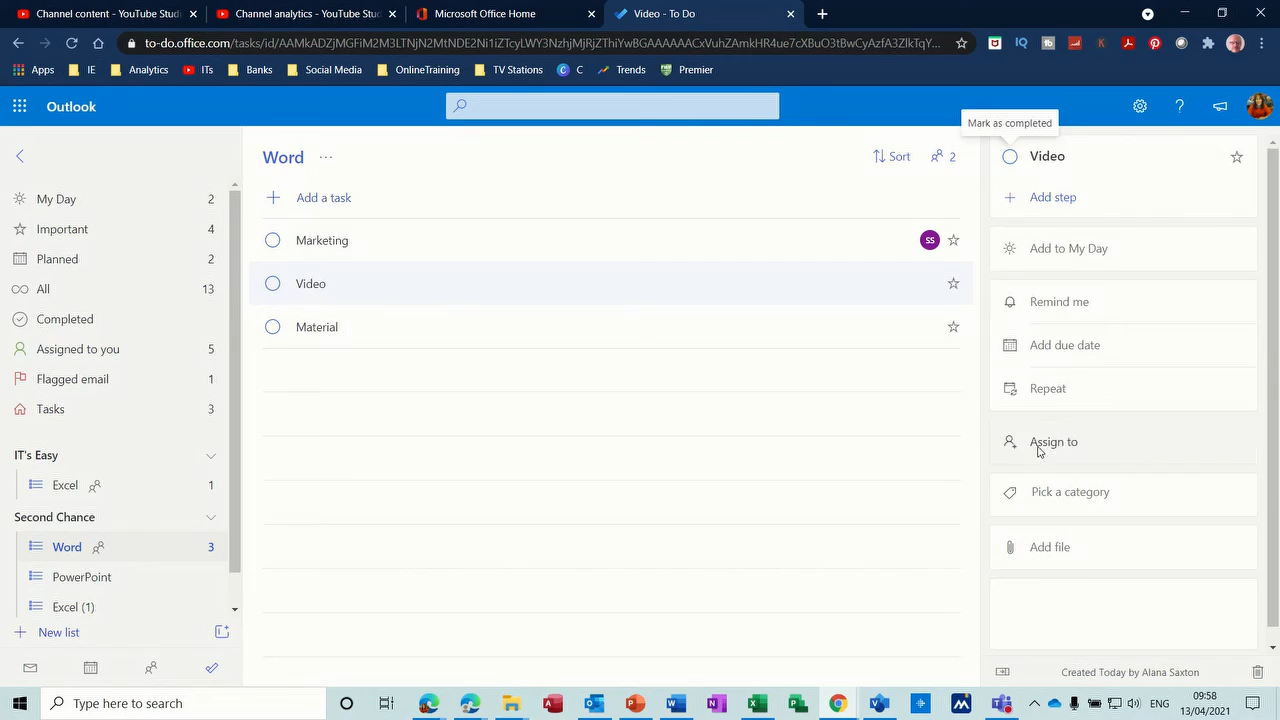 Channel content - YouTube Stud
Channel analytics - YouTube Stud
Microsoft Office Home
Video - To Do
to-do.office.com/tasks/id/AAMkADZjMGFiM2M3LTNjN2MtNDE2Ni1iZTcyLWY3NzhjMjRjZThiYwBGAAAAAACxVuhZAmkHR4ue7cXBuO3tBwCyAzfA3ZlkTqY...
Apps
IE
Analytics
ITs
Banks
Social Media
OnlineTraining
TV Stations
C
Trends
Premier
Outlook
Mark as completed
My Day 2
Important 4
Planned 2
All 13
Completed
Assigned to you 5
Flagged email 1
Tasks 3
IT's Easy
Excel 1
Second Chance
Word 3
PowerPoint
Excel (1)
New list
Word ...
Sort
2
Add a task
Marketing
SS
Video
Material
Video
Add step
Add to My Day
Remind me
Add due date
Repeat
Assign to
Pick a category
Add file
Created Today by Alana Saxton
Type here to search
ENG
09:58
13/04/2021